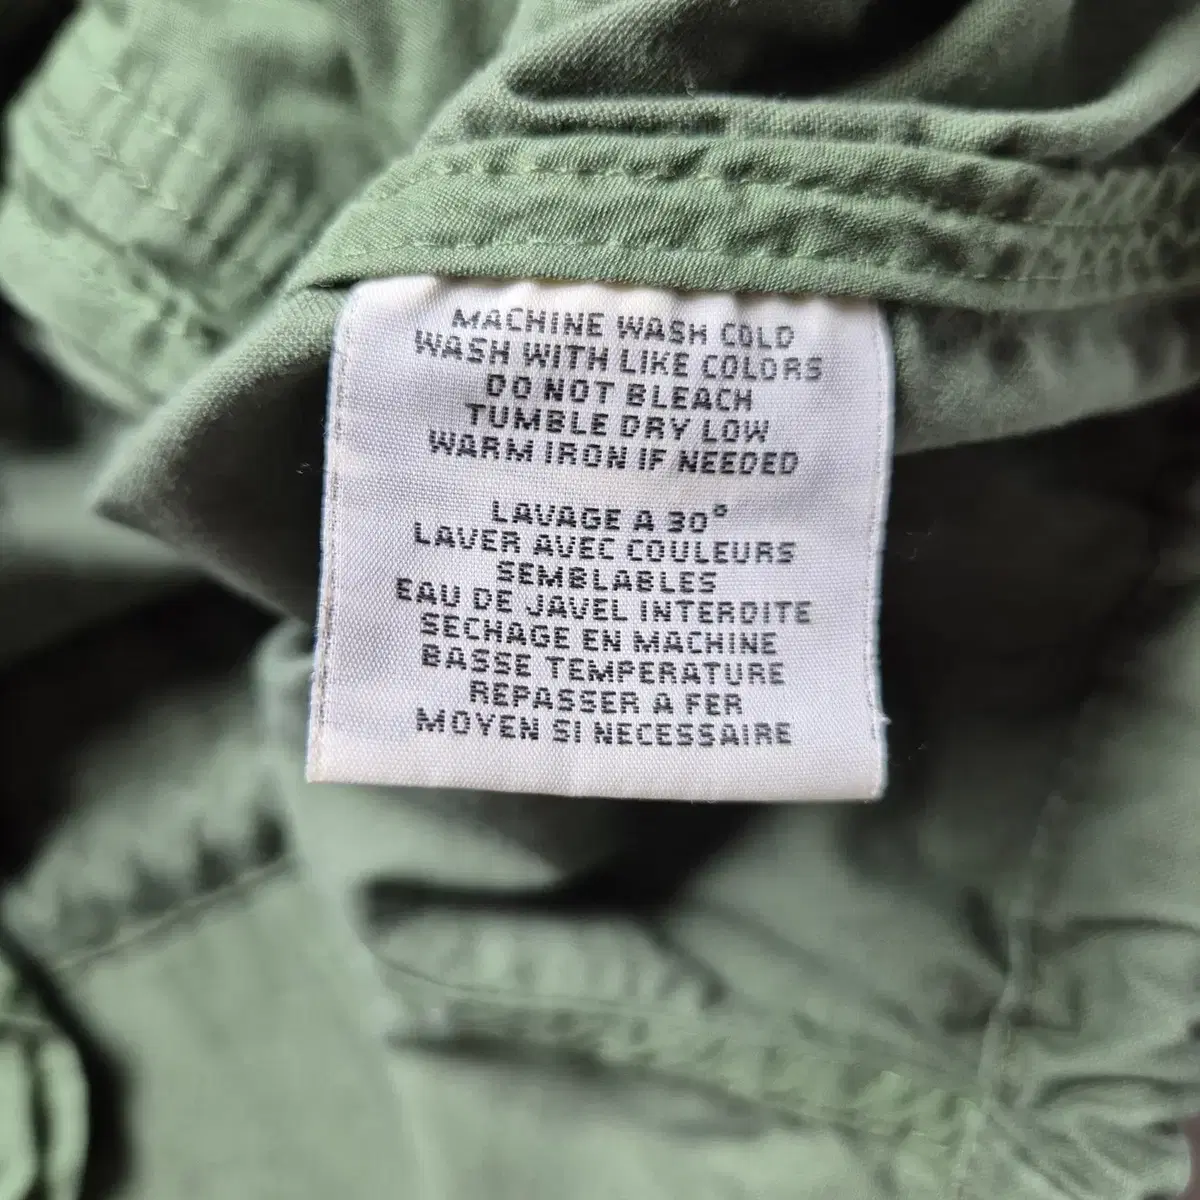 MACHINE WASH COLD
WASH WITH LIKE COLORS
DO NOT BLEACH
TUMBLE DRY LOW
WARM IRON IF NEEDED
LAVAGE A 30°
LAVER AVEC COULEURS
SEMBLABLES
EAU DE JAVEL INTERDITE
SECHAGE EN MACHINE
BASSE TEMPERATURE
REPASSER A FER
MOYEN SI NECESSAIRE